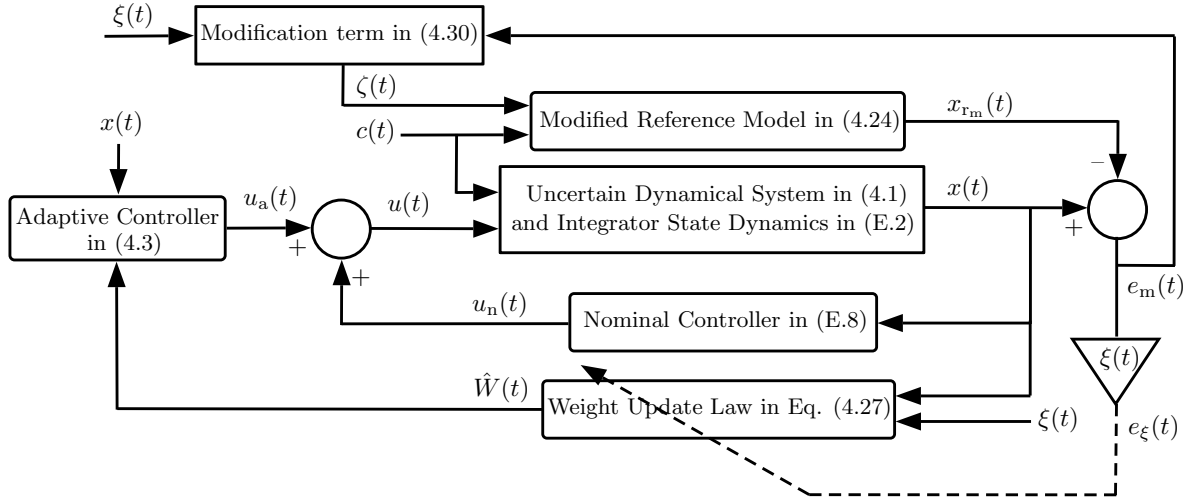 ξ(t)
Modification term in (4.30)
ζ(t)
c(t)
Modified Reference Model in (4.24)
x_{r_m}(t)
−
x(t)
Adaptive Controller
in (4.3)
u_a(t)
+
u(t)
+
Uncertain Dynamical System in (4.1)
and Integrator State Dynamics in (E.2)
x(t)
+
e_m(t)
u_n(t)
Nominal Controller in (E.8)
ξ(t)
Ŵ(t)
Weight Update Law in Eq. (4.27)
ξ(t)
e_ξ(t)